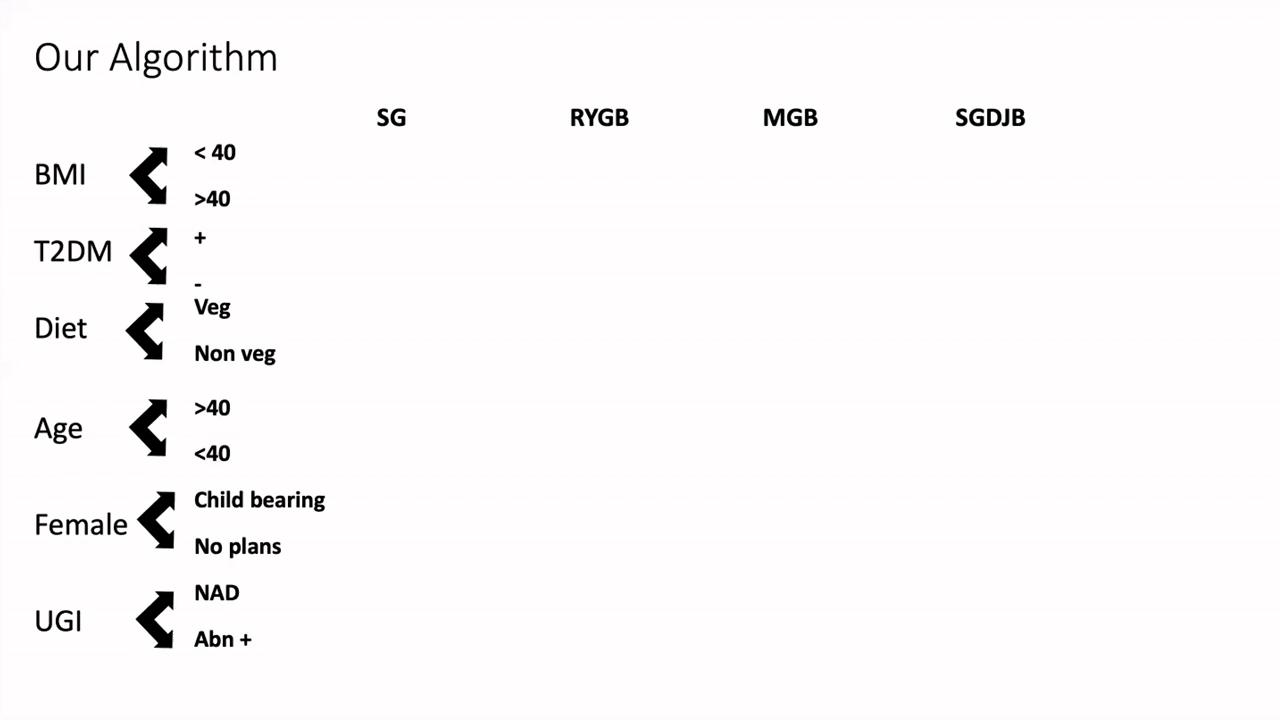 Our Algorithm
SG RYGB MGB SGDJB
BMI
< 40
>40
T2DM
+
-
Diet
Veg
Non veg
Age
>40
<40
Female
Child bearing
No plans
UGI
NAD
Abn +